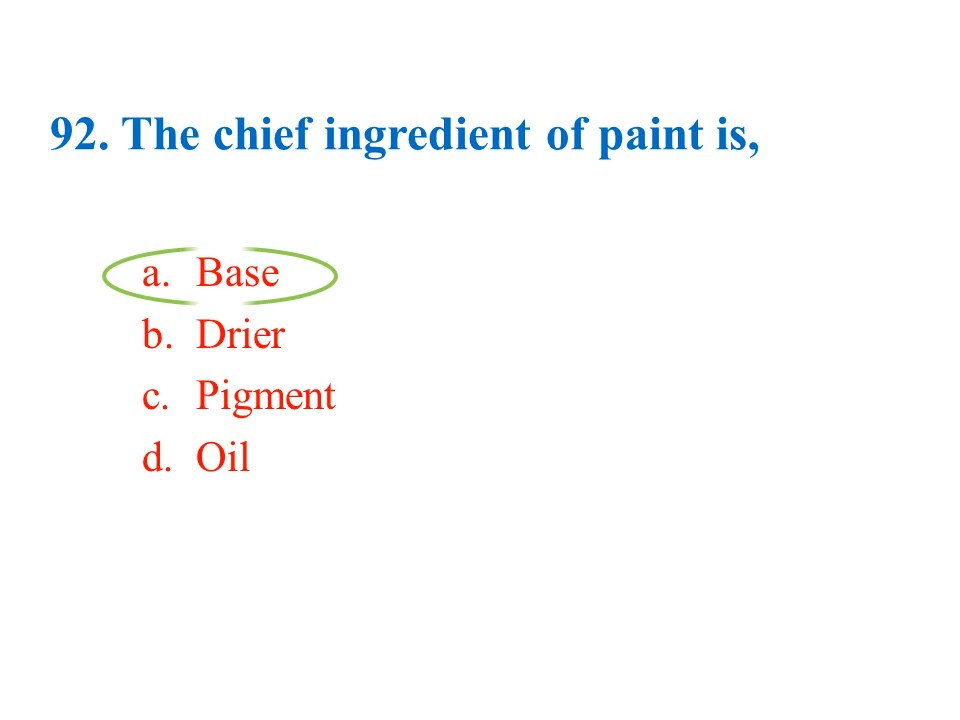 92. The chief ingredient of paint is,
a. Base
b. Drier
c. Pigment
d. Oil